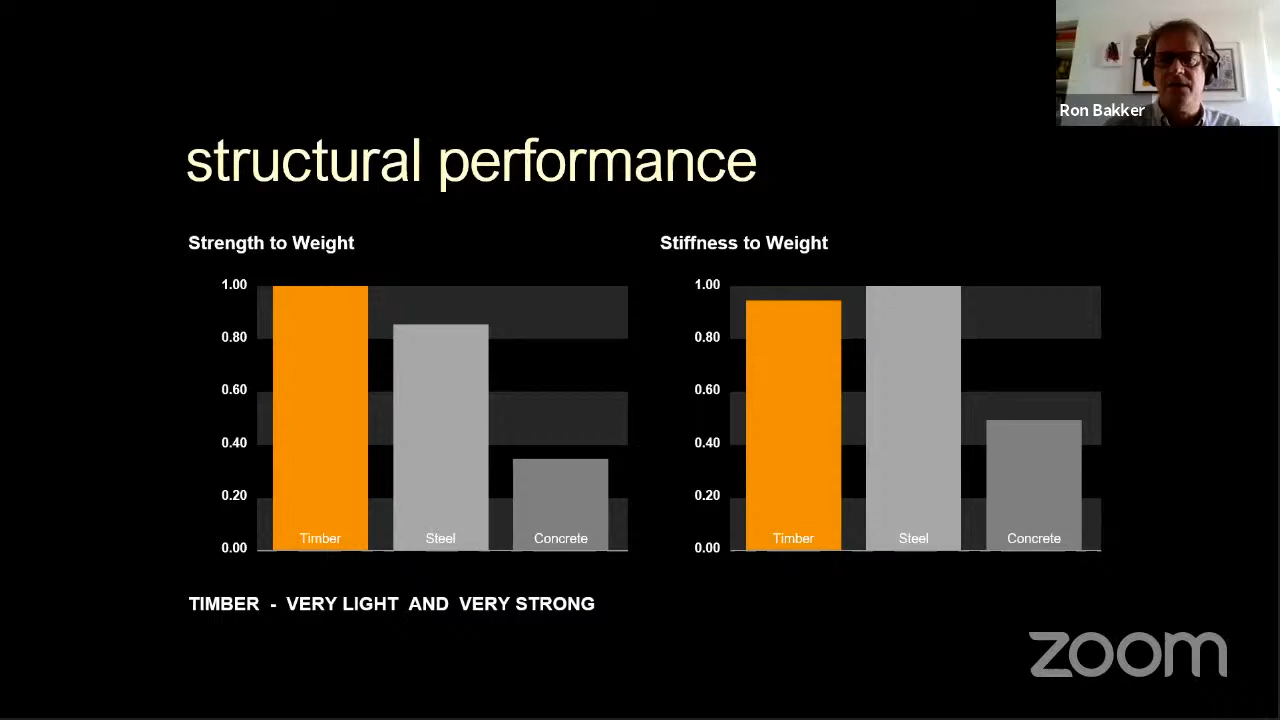 Ron Bakker
structural performance
Strength to Weight
1.00
0.80
0.60
0.40
0.20
0.00
Timber
Steel
Concrete
Stiffness to Weight
1.00
0.80
0.60
0.40
0.20
0.00
Timber
Steel
Concrete
TIMBER - VERY LIGHT AND VERY STRONG
zoom